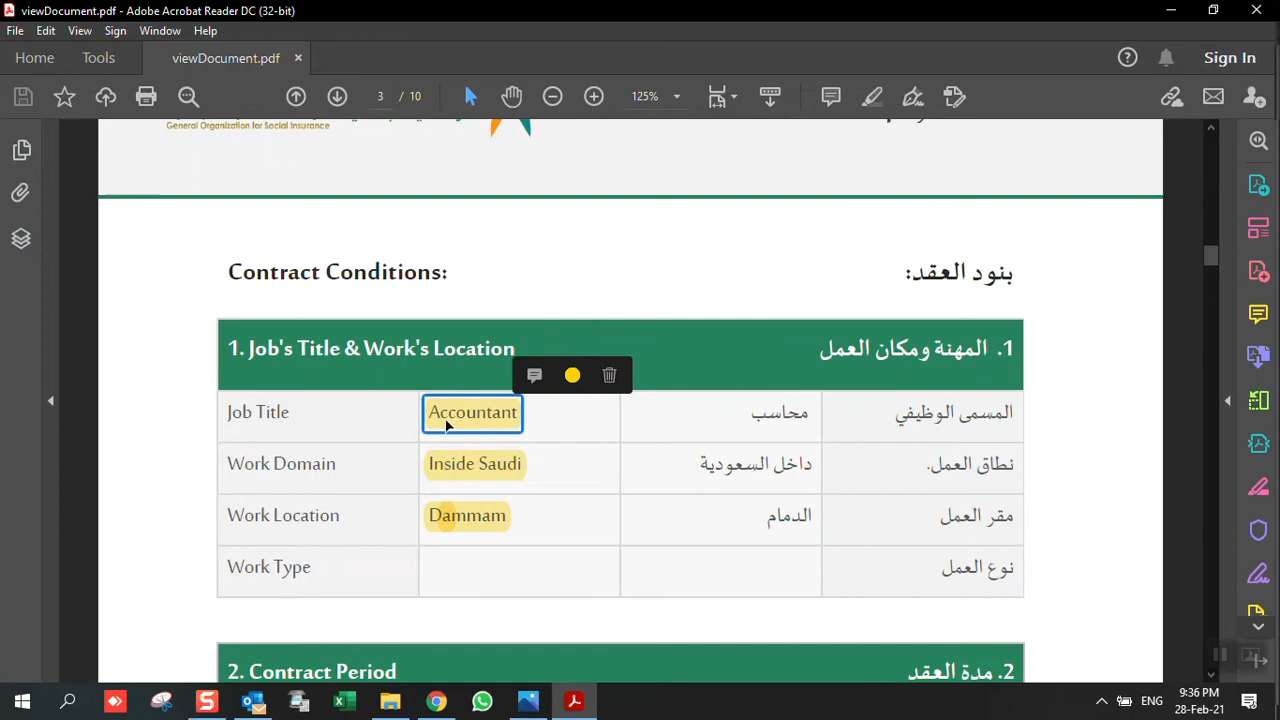 viewDocument.pdf - Adobe Acrobat Reader DC (32-bit)
File Edit View Sign Window Help
Home Tools viewDocument.pdf × Sign In
3 / 10 125%
General Organization for Social Insurance
Contract Conditions: بنود العقد:
1. Job's Title & Work's Location 1. المهنة ومكان العمل
Job Title Accountant محاسب المسمى الوظيفي
Work Domain Inside Saudi داخل السعودية نطاق العمل.
Work Location Dammam الدمام مقر العمل
Work Type نوع العمل
2. Contract Period 2. مدة العقد
ENG 9:36 PM
28-Feb-21